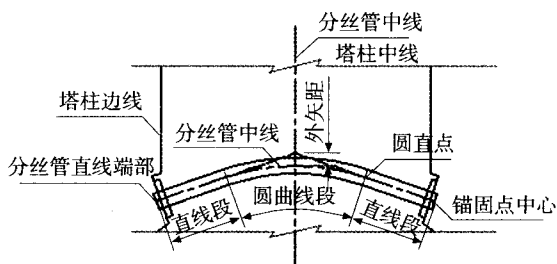 分丝管中线
塔柱中线
塔柱边线
外矢距
分丝管中线
圆直点
分丝管直线端部
锚固点中心
直线段
圆曲线段
直线段